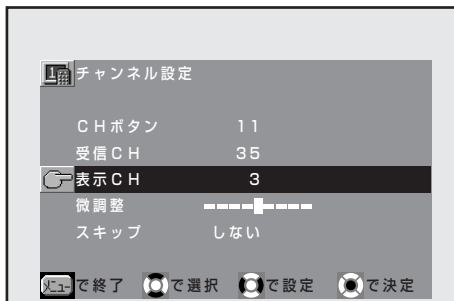 チャンネル設定
CHボタン 11
受信CH 35
表示CH 3
微調整
スキップ しない
メニューで終了 で選択 で設定 で決定